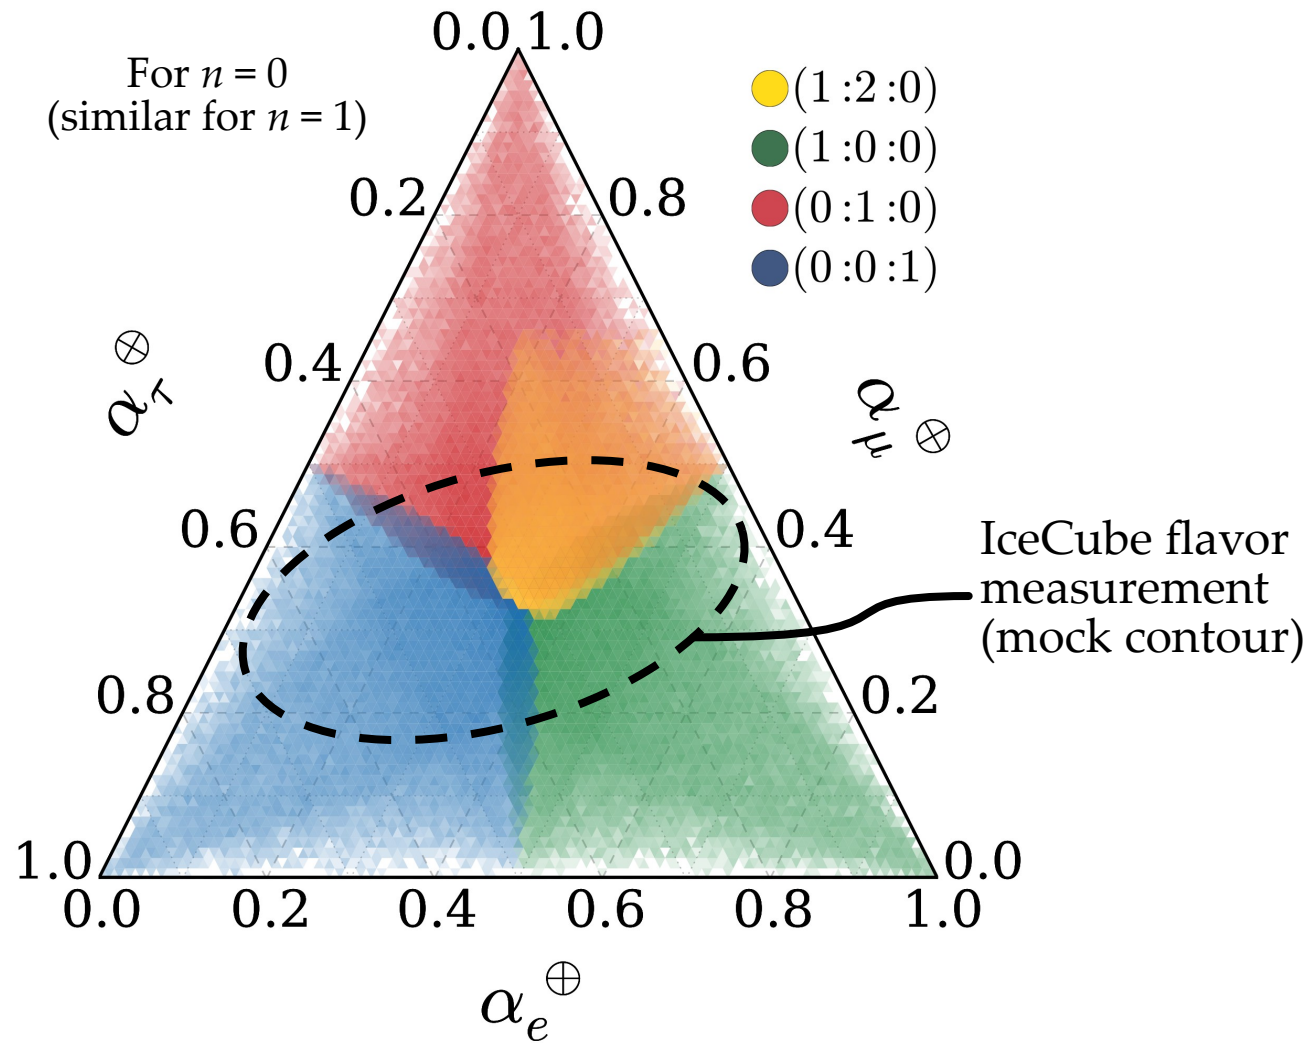 0.0 1.0
For n = 0
(similar for n = 1)
(1:2:0)
(1:0:0)
(0:1:0)
(0:0:1)
0.2
0.8
0.4
0.6
α_τ^⊕
α_μ^⊕
0.6
0.4
IceCube flavor
measurement
(mock contour)
0.8
0.2
1.0
0.0
0.0 0.2 0.4 0.6 0.8 1.0
α_e^⊕